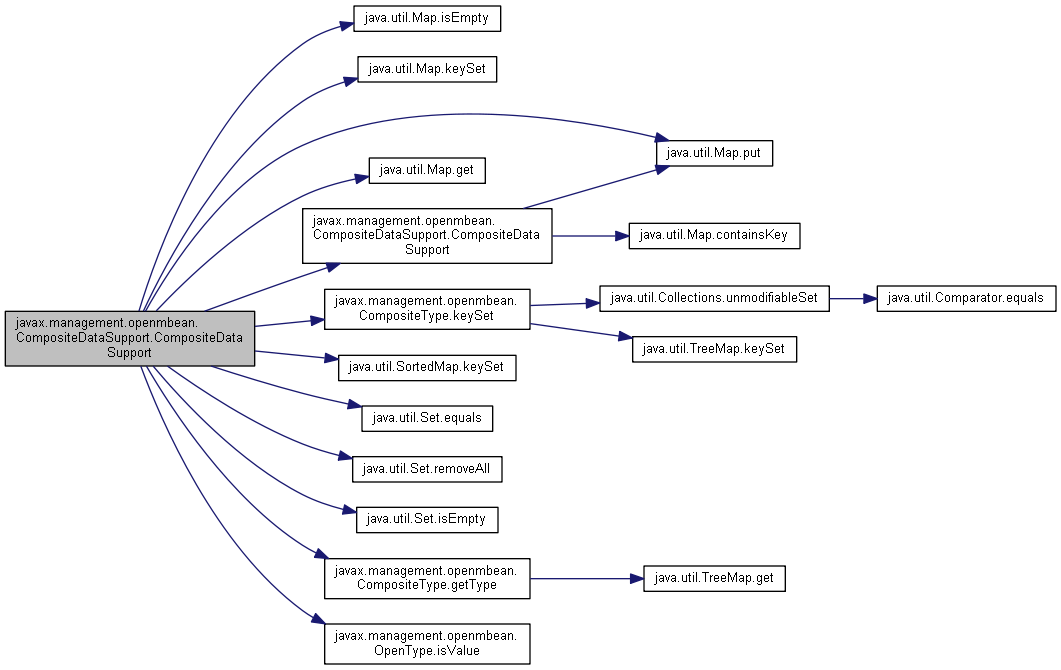 java.util.Map.isEmpty
java.util.Map.keySet
java.util.Map.put
java.util.Map.get
javax.management.openmbean.
CompositeDataSupport.CompositeData
Support
java.util.Map.containsKey
javax.management.openmbean.
CompositeType.keySet
java.util.Collections.unmodifiableSet
java.util.Comparator.equals
javax.management.openmbean.
CompositeDataSupport.CompositeData
Support
java.util.TreeMap.keySet
java.util.SortedMap.keySet
java.util.Set.equals
java.util.Set.removeAll
java.util.Set.isEmpty
javax.management.openmbean.
CompositeType.getType
java.util.TreeMap.get
javax.management.openmbean.
OpenType.isValue